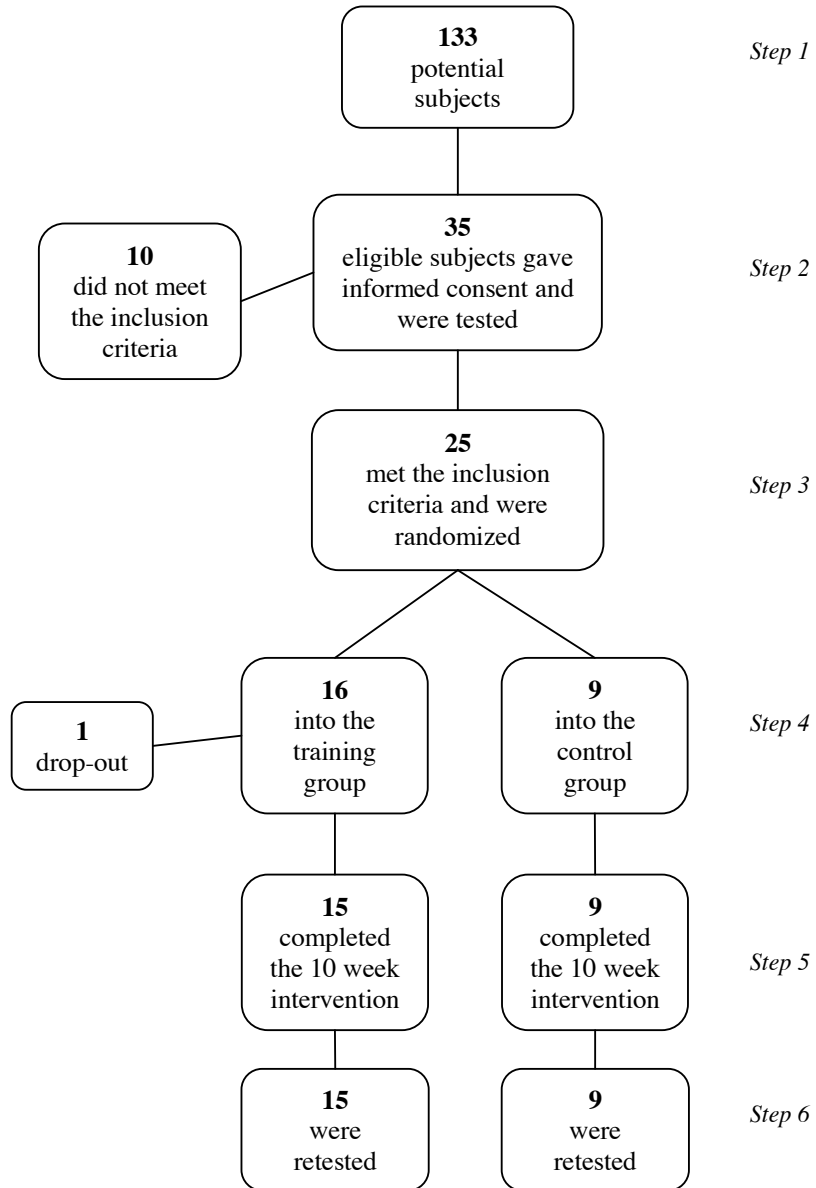 133
potential
subjects
Step 1
35
eligible subjects gave
informed consent and
were tested
10
did not meet
the inclusion
criteria
Step 2
25
met the inclusion
criteria and were
randomized
Step 3
1
drop-out
16
into the
training
group
9
into the
control
group
Step 4
15
completed
the 10 week
intervention
9
completed
the 10 week
intervention
Step 5
15
were
retested
9
were
retested
Step 6